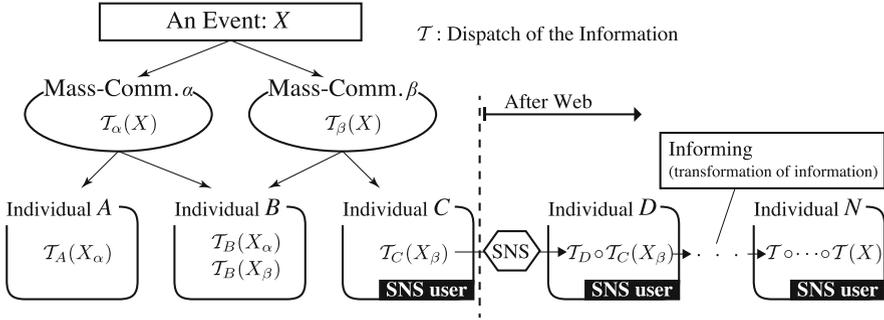 An Event: X
𝒯 : Dispatch of the Information
Mass-Comm. α
𝒯α(X)
Mass-Comm. β
𝒯β(X)
After Web
Informing
(transformation of information)
Individual A
𝒯A(Xα)
Individual B
𝒯B(Xα)
𝒯B(Xβ)
Individual C
𝒯C(Xβ)
SNS user
SNS
Individual D
𝒯D∘𝒯C(Xβ)
SNS user
· · ·
Individual N
𝒯∘···∘𝒯(X)
SNS user